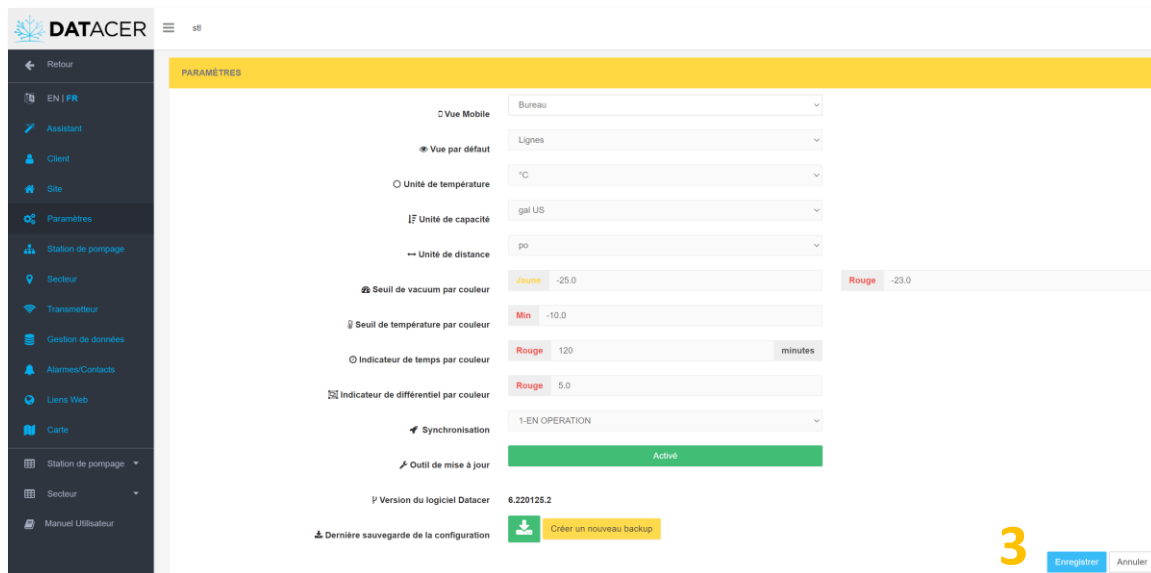 DATACER
stl
Retour
EN | FR
Assistant
Client
Site
Paramètres
Station de pompage
Secteur
Transmetteur
Gestion de données
Alarmes/Contacts
Liens Web
Carte
Station de pompage
Secteur
Manuel Utilisateur
PARAMÈTRES
Vue Mobile Bureau
Vue par défaut Lignes
Unité de température °C
Unité de capacité gal US
Unité de distance po
Seuil de vacuum par couleur Jaune -25.0 Rouge -23.0
Seuil de température par couleur Min -10.0
Indicateur de temps par couleur Rouge 120 minutes
Indicateur de différentiel par couleur Rouge 5.0
Synchronisation 1-EN OPERATION
Outil de mise à jour Activé
Version du logiciel Datacer 6.220125.2
Dernière sauvegarde de la configuration Créer un nouveau backup
3
Enregistrer Annuler